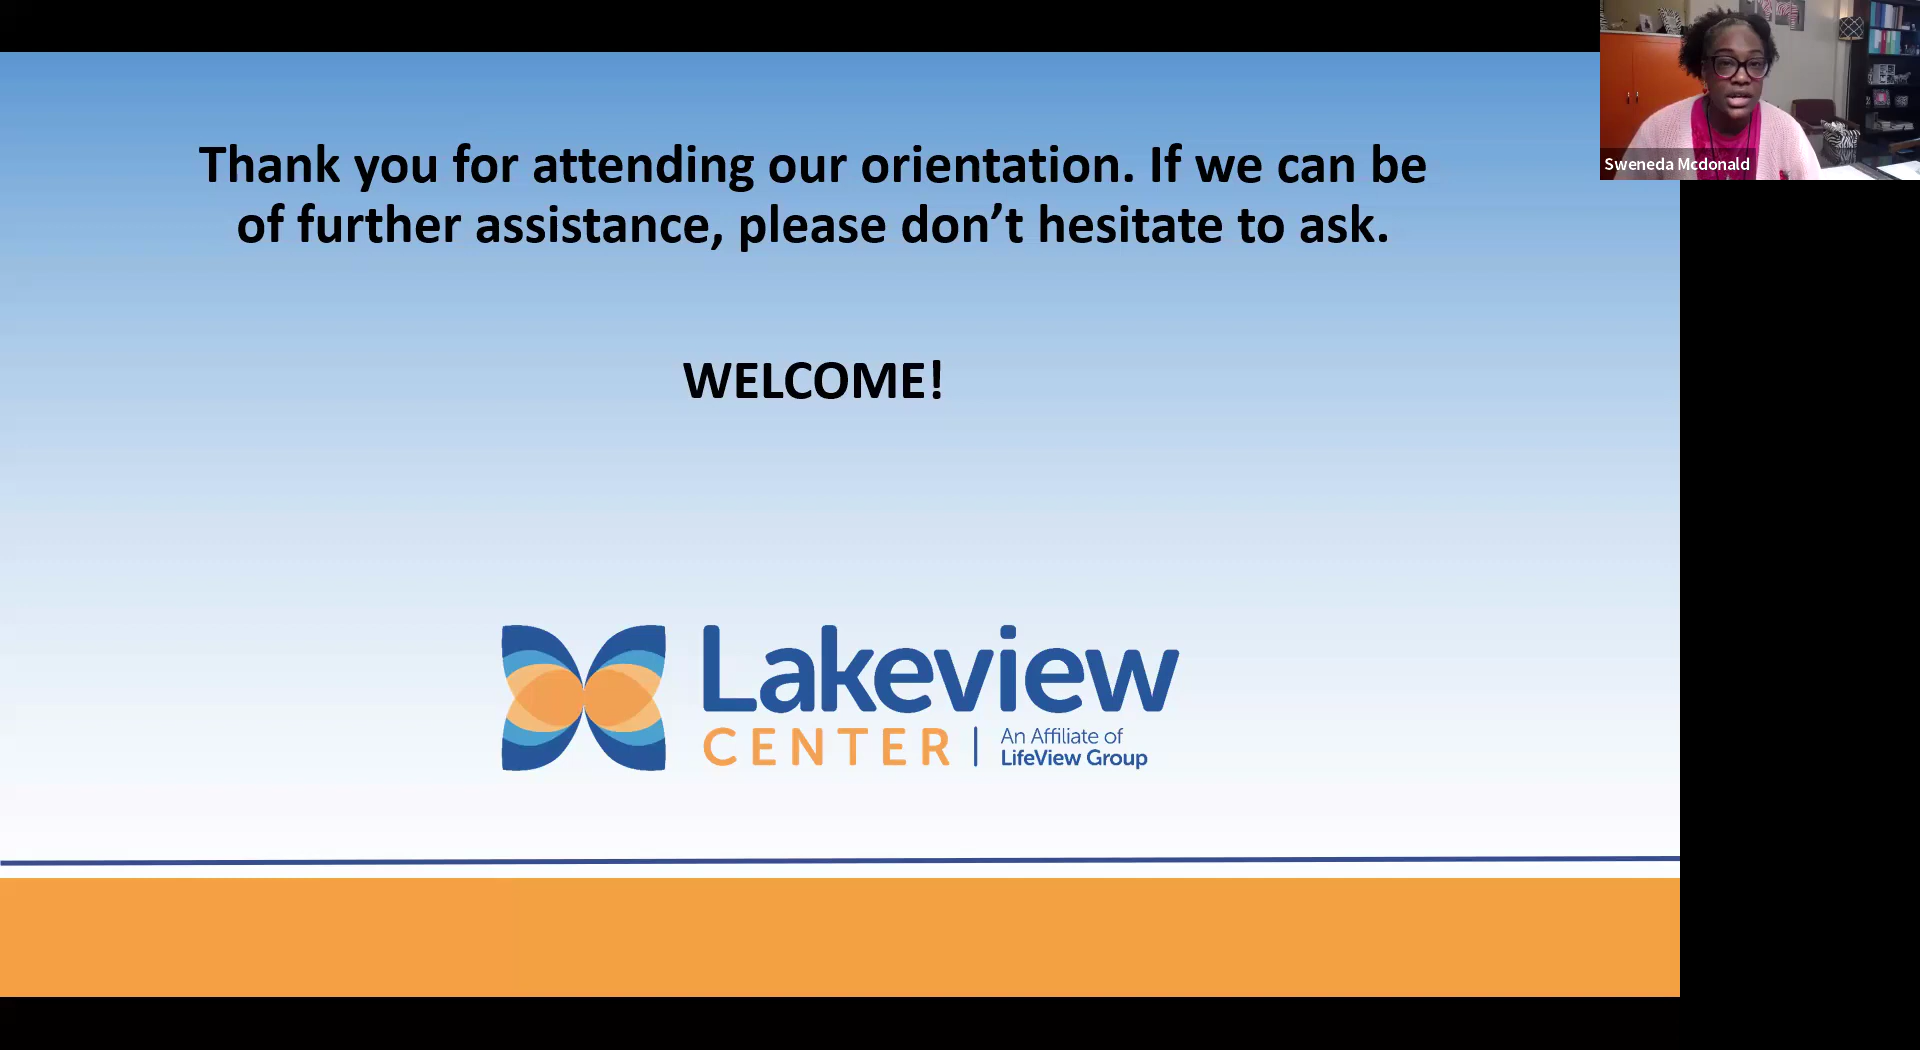 Thank you for attending our orientation. If we can be
of further assistance, please don’t hesitate to ask.
WELCOME!
Lakeview
CENTER
An Affiliate of
LifeView Group
Sweneda Mcdonald